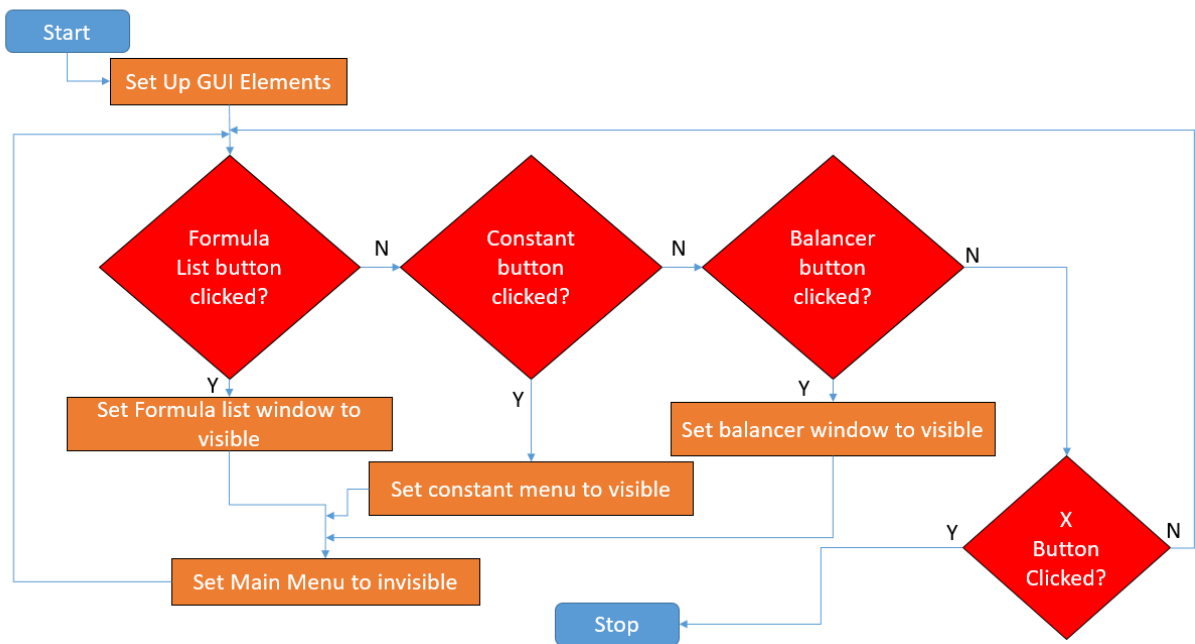 Start
Set Up GUI Elements
Formula
List button
clicked?
N
Constant
button
clicked?
N
Balancer
button
clicked?
N
Y
Set Formula list window to
visible
Y
Set constant menu to visible
Y
Set balancer window to visible
X
Button
Clicked?
Y
N
Set Main Menu to invisible
Stop